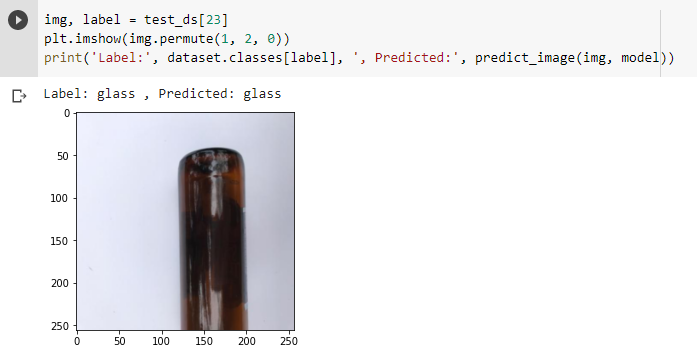 img, label = test_ds[23]
plt.imshow(img.permute(1, 2, 0))
print('Label:', dataset.classes[label], ', Predicted:', predict_image(img, model))
Label: glass , Predicted: glass
0
50
100
150
200
250
0 50 100 150 200 250